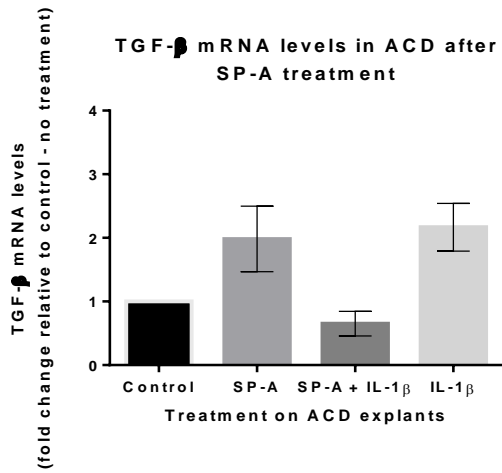 TGF-β mRNA levels in ACD after
SP-A treatment
TGF-β mRNA levels
(fold change relative to control - no treatment)
4
3
2
1
0
Control SP-A SP-A + IL-1β IL-1β
Treatment on ACD explants